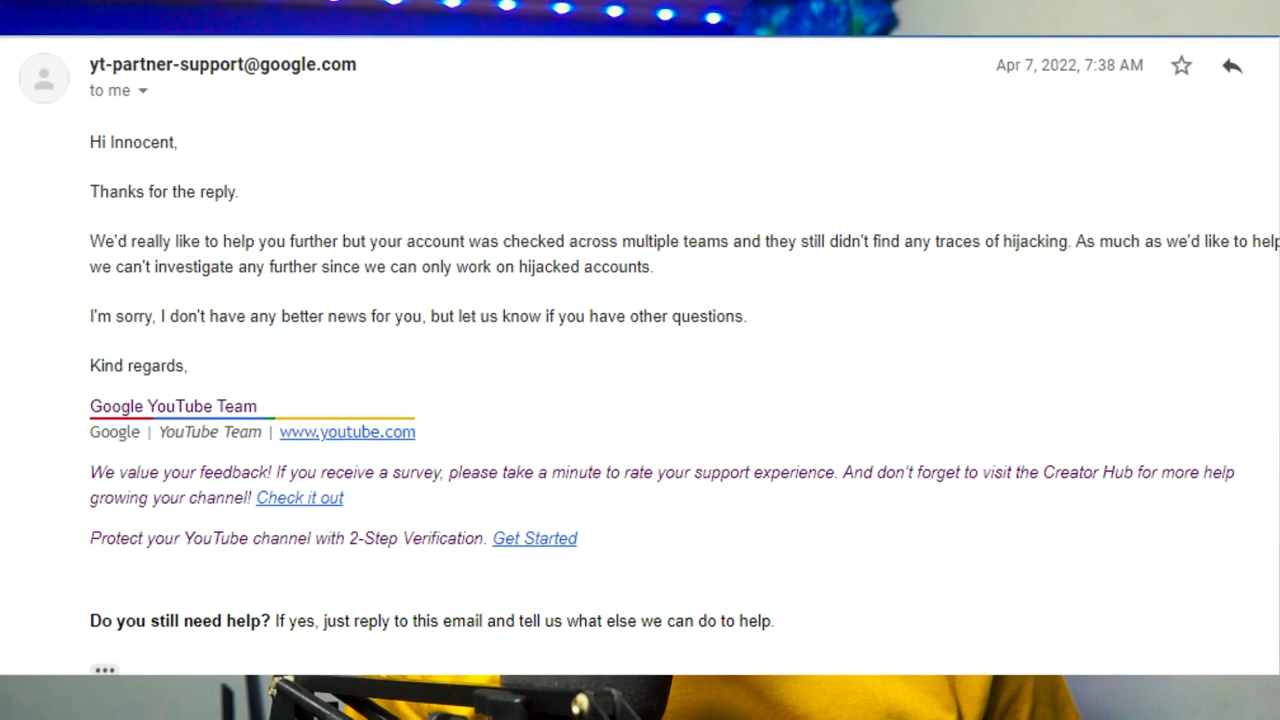 yt-partner-support@google.com
Apr 7, 2022, 7:38 AM
to me
Hi Innocent,
Thanks for the reply.
We'd really like to help you further but your account was checked across multiple teams and they still didn't find any traces of hijacking. As much as we'd like to help
we can't investigate any further since we can only work on hijacked accounts.
I'm sorry, I don't have any better news for you, but let us know if you have other questions.
Kind regards,
Google YouTube Team
Google | YouTube Team | www.youtube.com
We value your feedback! If you receive a survey, please take a minute to rate your support experience. And don't forget to visit the Creator Hub for more help
growing your channel! Check it out
Protect your YouTube channel with 2-Step Verification. Get Started
Do you still need help? If yes, just reply to this email and tell us what else we can do to help.